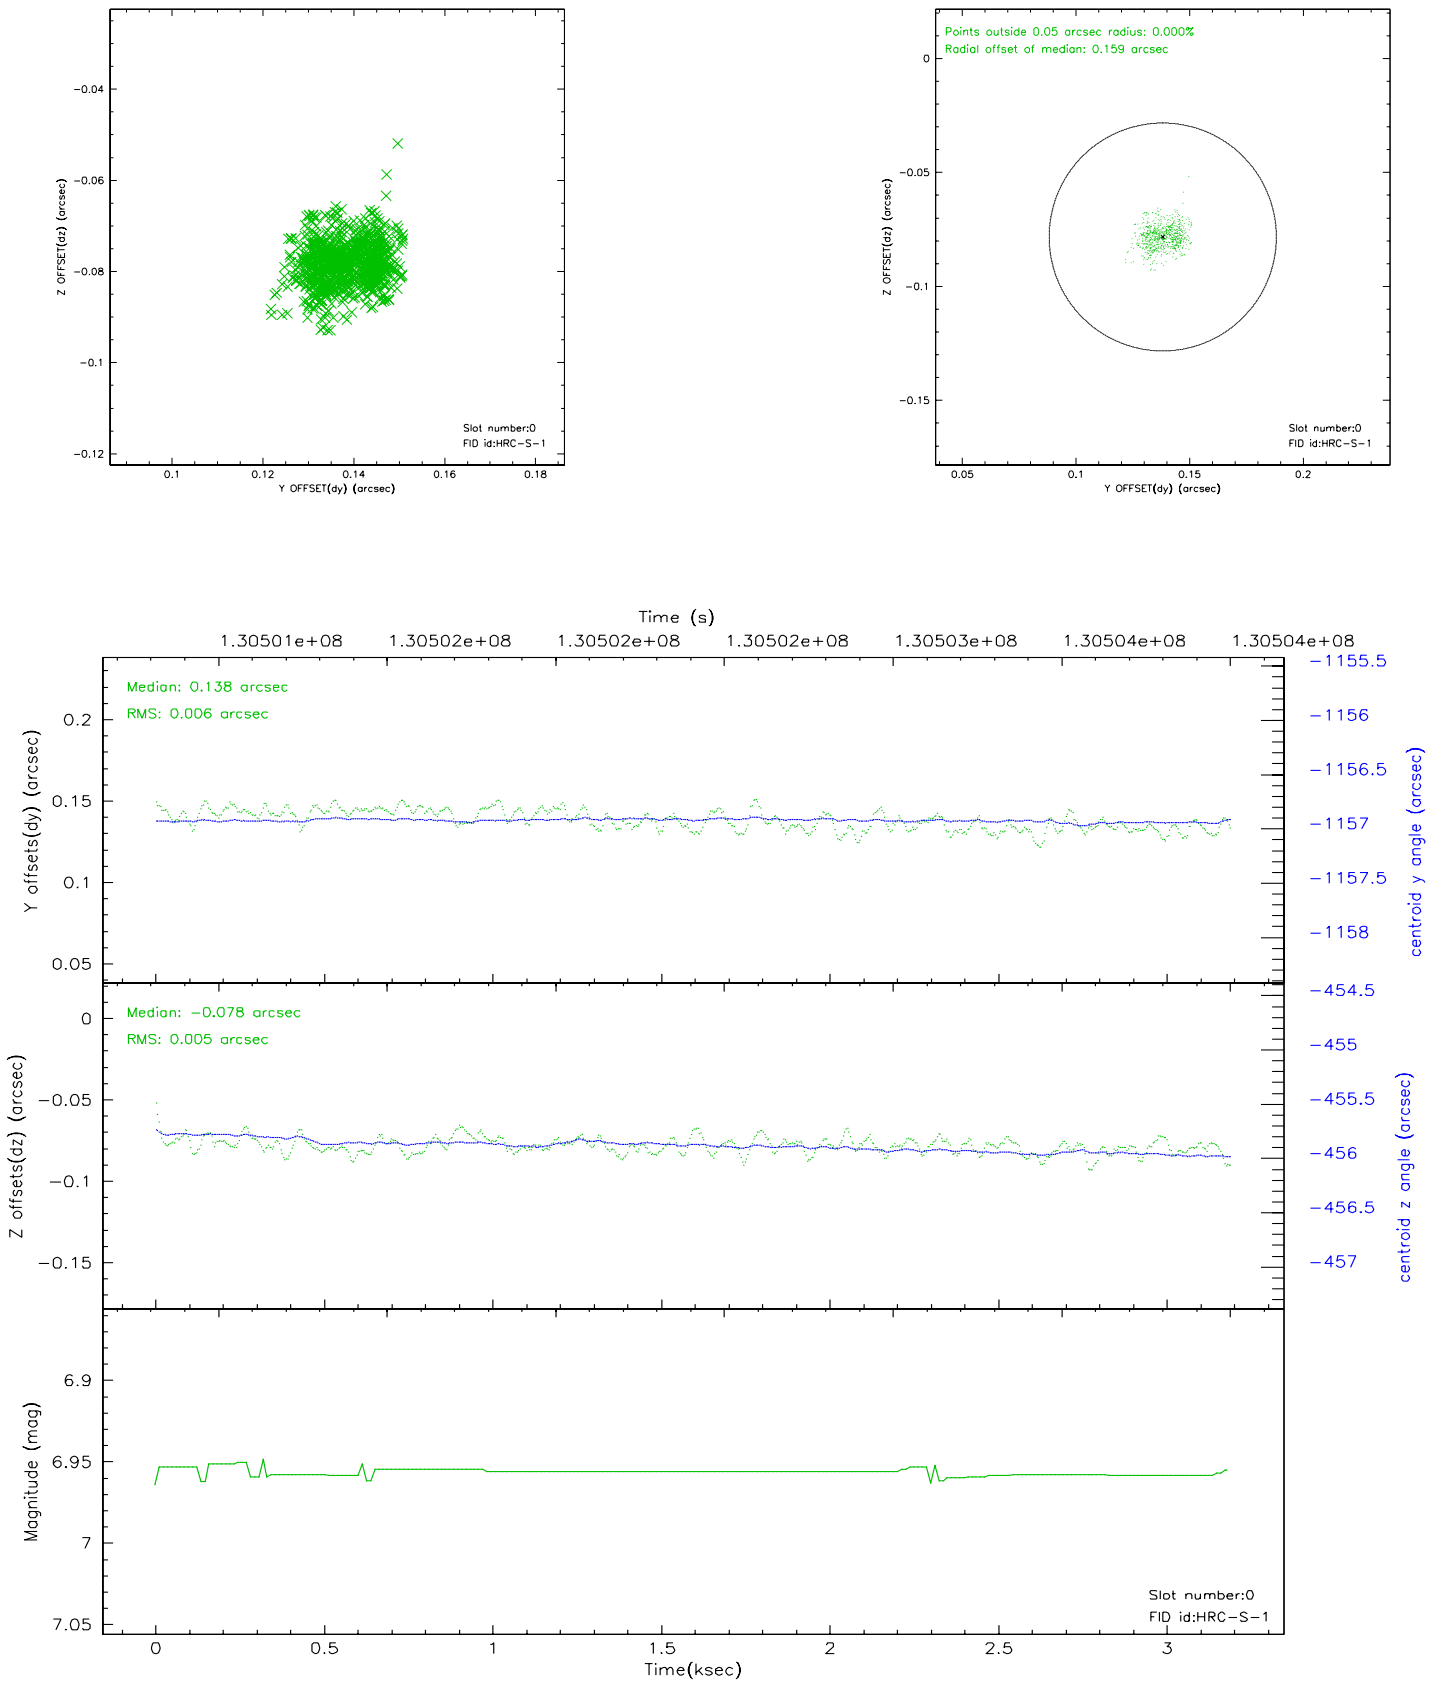 -0.04
-0.06
-0.08
-0.1
-0.12
Z OFFSET(dz) (arcsec)
Slot number:0
FID id:HRC-S-1
0.1 0.12 0.14 0.16 0.18
Y OFFSET(dy) (arcsec)
Points outside 0.05 arcsec radius: 0.000%
Radial offset of median: 0.159 arcsec
0
-0.05
-0.1
-0.15
Z OFFSET(dz) (arcsec)
Slot number:0
FID id:HRC-S-1
0.05 0.1 0.15 0.2
Y OFFSET(dy) (arcsec)
Time (s)
1.30501e+08 1.30502e+08 1.30502e+08 1.30502e+08 1.30503e+08 1.30504e+08 1.30504e+08
Median: 0.138 arcsec
RMS: 0.006 arcsec
0.2
0.15
0.1
0.05
Y offsets(dy) (arcsec)
-1155.5
-1156
-1156.5
-1157
-1157.5
-1158
centroid y angle (arcsec)
Median: -0.078 arcsec
RMS: 0.005 arcsec
0
-0.05
-0.1
-0.15
Z offsets(dz) (arcsec)
-454.5
-455
-455.5
-456
-456.5
-457
centroid z angle (arcsec)
6.9
6.95
7
7.05
Magnitude (mag)
Slot number:0
FID id:HRC-S-1
0 0.5 1 1.5 2 2.5 3
Time(ksec)